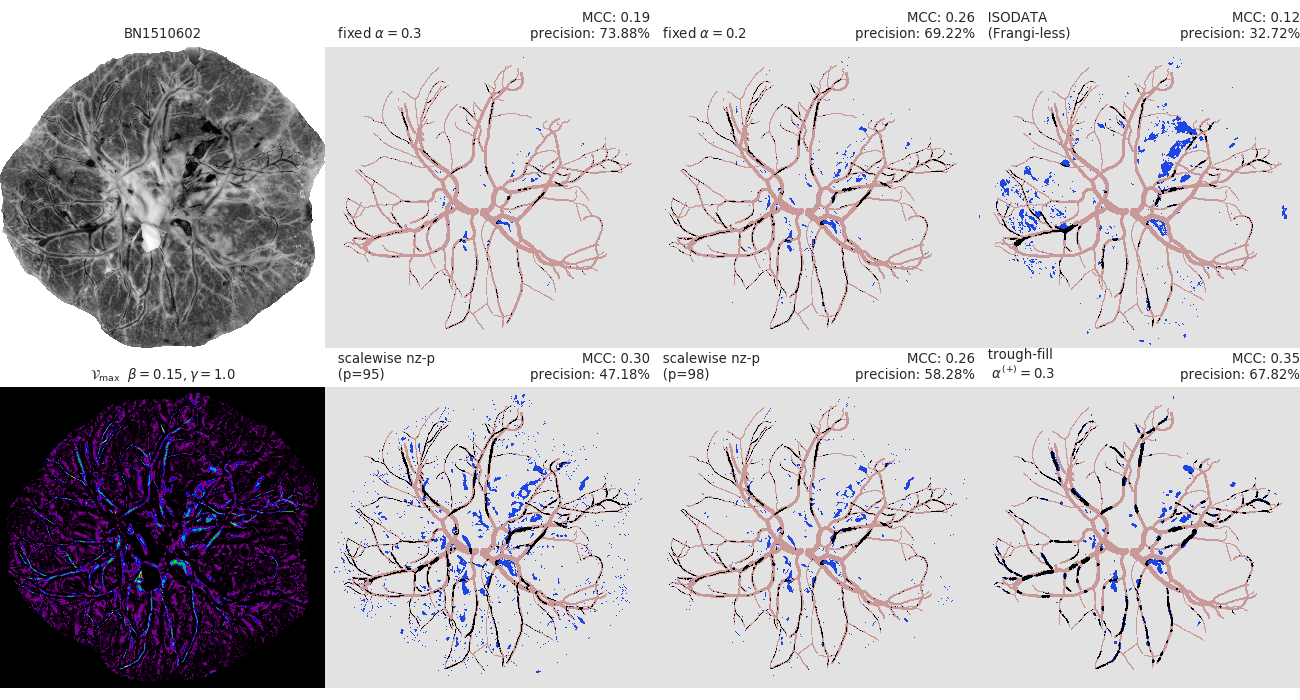 BN1510602
fixed α = 0.3
MCC: 0.19
precision: 73.88%
fixed α = 0.2
MCC: 0.26
precision: 69.22%
ISODATA
(Frangi-less)
MCC: 0.12
precision: 32.72%
𝒱max β = 0.15, γ = 1.0
scalewise nz-p
(p=95)
MCC: 0.30
precision: 47.18%
scalewise nz-p
(p=98)
MCC: 0.26
precision: 58.28%
trough-fill
α(+) = 0.3
MCC: 0.35
precision: 67.82%